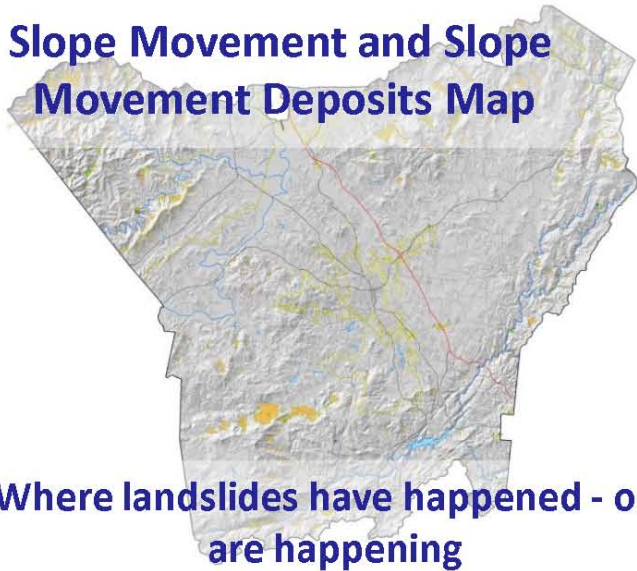 Slope Movement and Slope
Movement Deposits Map
Where landslides have happened - o
are happening